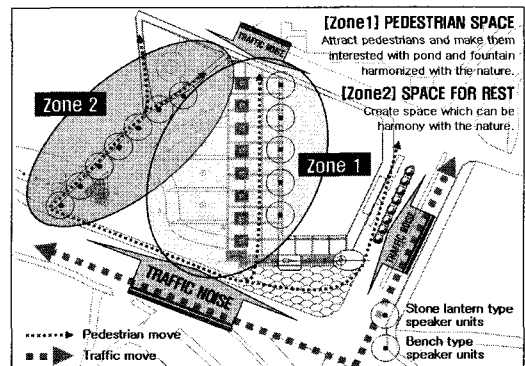 [Zone1] PEDESTRIAN SPACE
Attract pedestrians and make them
interested with pond and fountain
harmonized with the nature.
[Zone2] SPACE FOR REST
Create space which can be
harmony with the nature.
TRAFFIC NOISE
Zone 2
Zone 1
TRAFFIC NOISE
TRAFFIC NOISE
Stone lantern type
speaker units
Bench type
speaker units
Pedestrian move
Traffic move